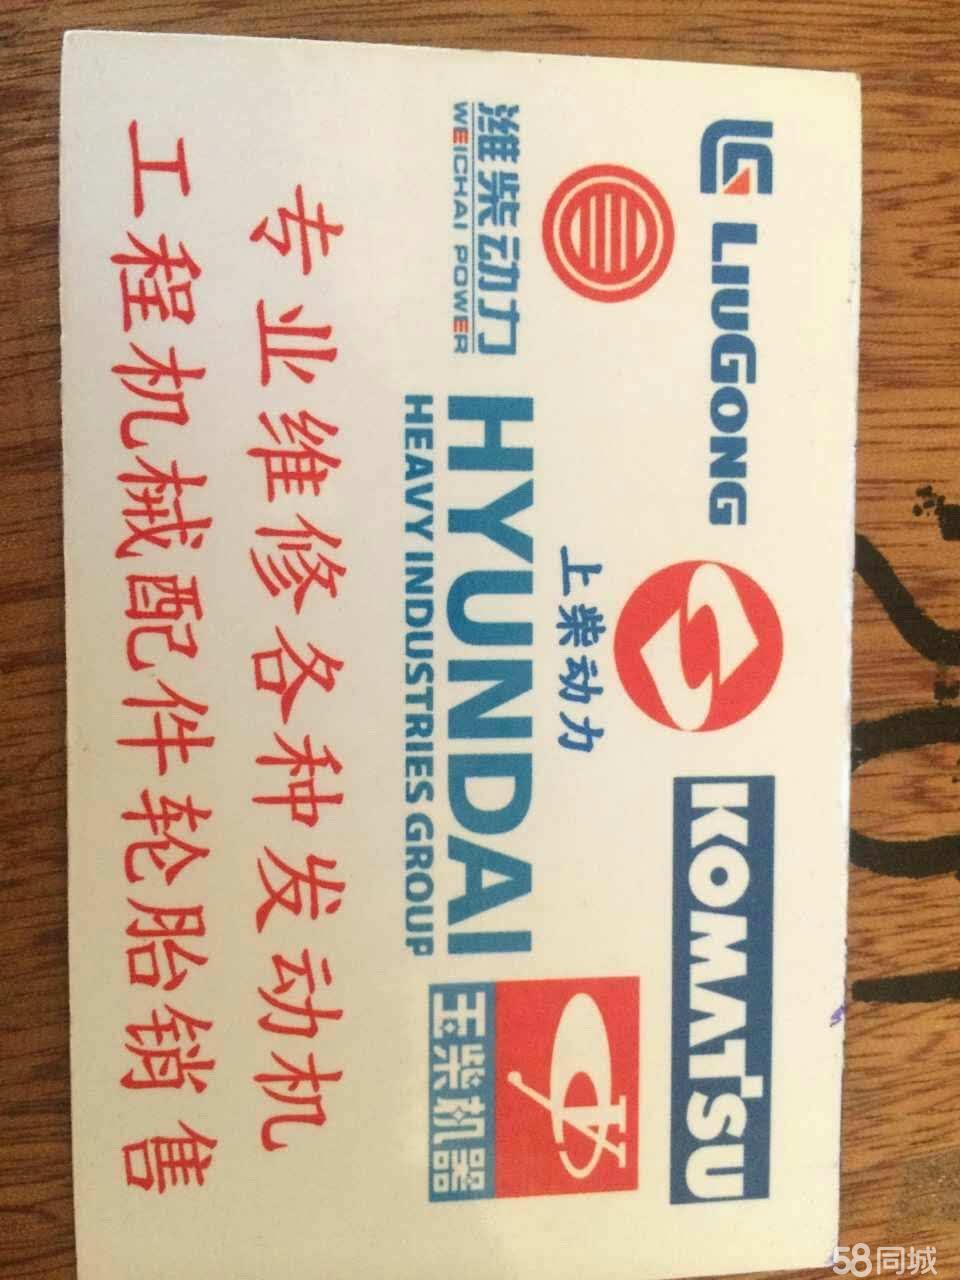 LIUGONG
KOMATSU
潍柴动力
WEICHAI POWER
上柴动力
HYUNDAI
HEAVY INDUSTRIES GROUP
玉柴机器
专业维修各种发动机
工程机械配件轮胎销售
58同城